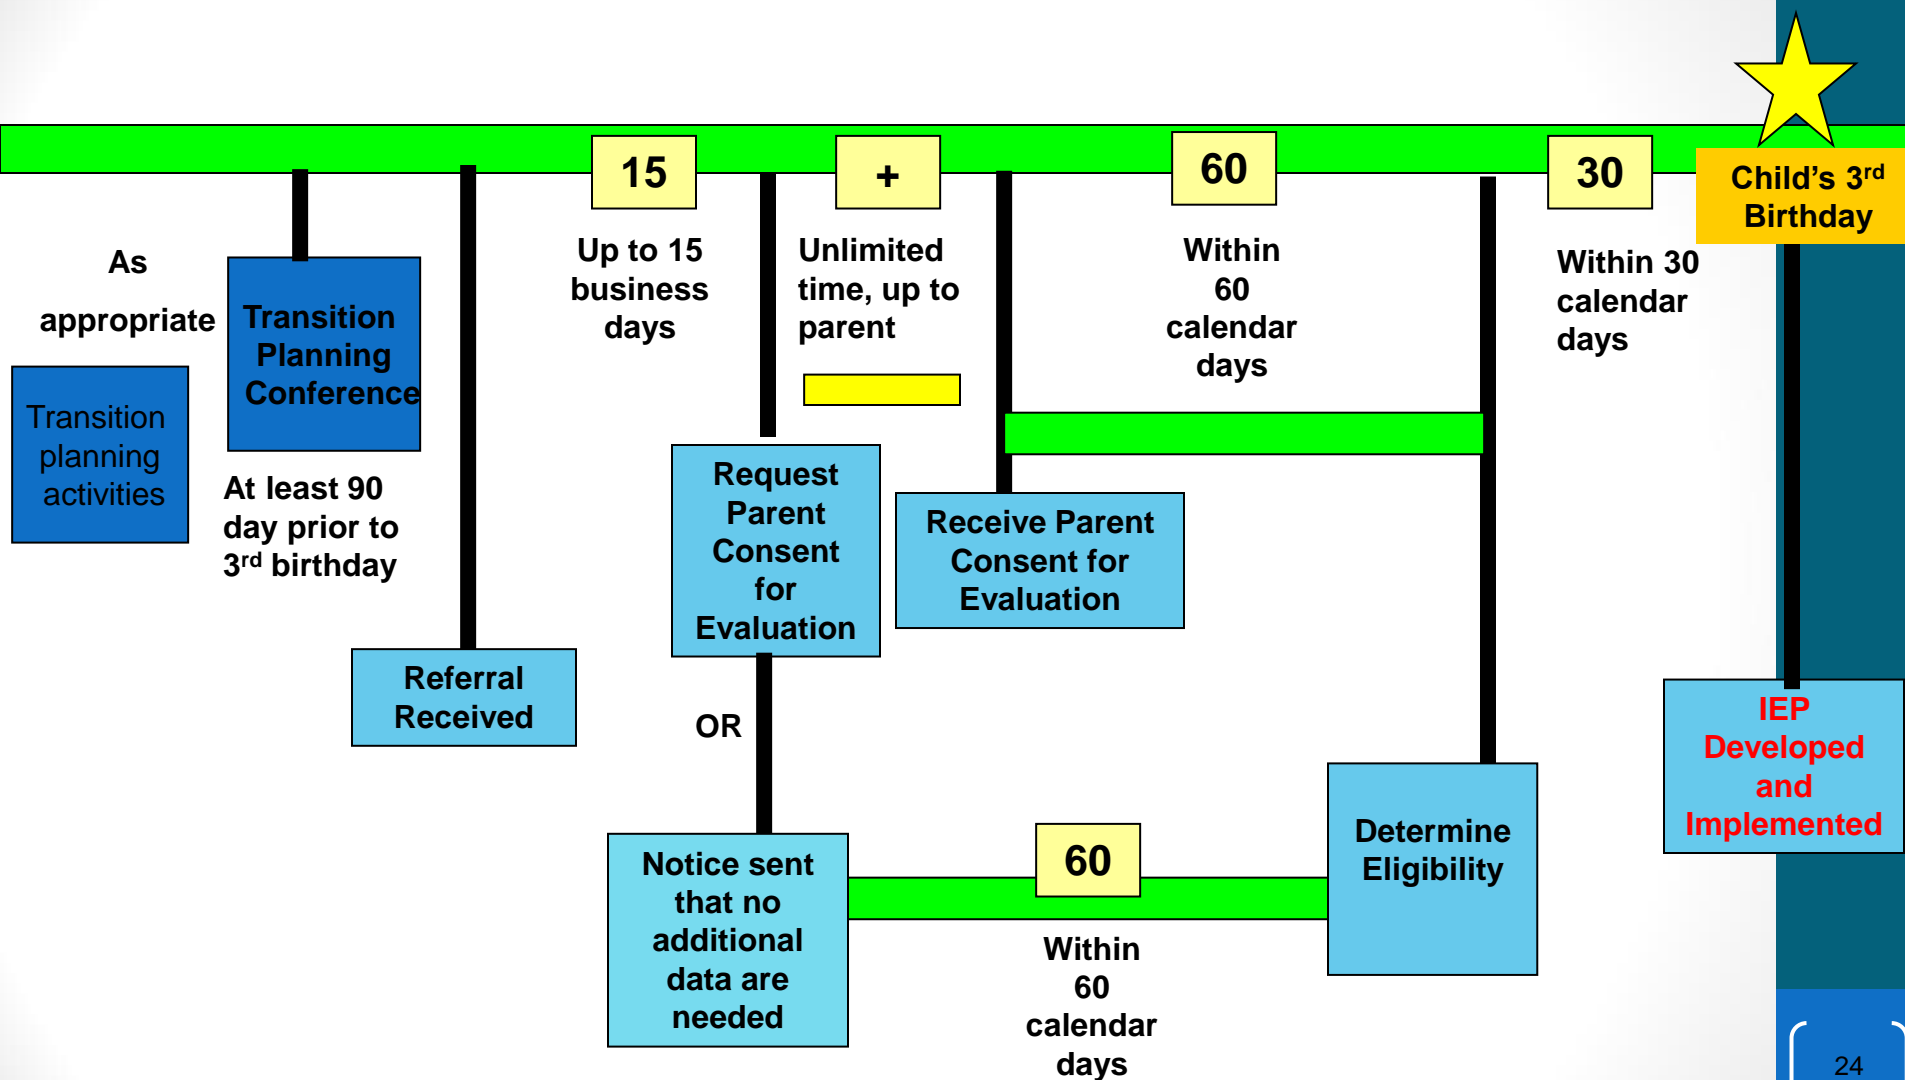 15
+
60
30
Child’s 3rd
Birthday
As
appropriate
Transition
planning
activities
Transition
Planning
Conference
At least 90
day prior to
3rd birthday
Referral
Received
Up to 15
business
days
Unlimited
time, up to
parent
Within
60
calendar
days
Within 30
calendar
days
Request
Parent
Consent
for
Evaluation
Receive Parent
Consent for
Evaluation
OR
Notice sent
that no
additional
data are
needed
60
Within
60
calendar
days
Determine
Eligibility
IEP
Developed
and
Implemented
24